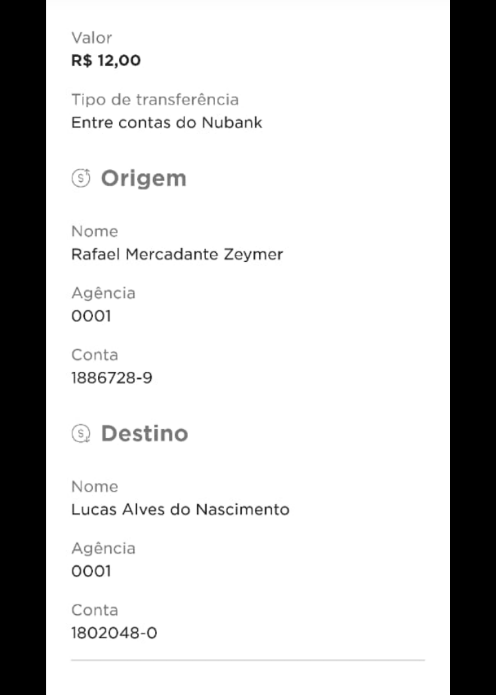 Valor
R$ 12,00
Tipo de transferência
Entre contas do Nubank
Origem
Nome
Rafael Mercadante Zeymer
Agência
0001
Conta
1886728-9
Destino
Nome
Lucas Alves do Nascimento
Agência
0001
Conta
1802048-0